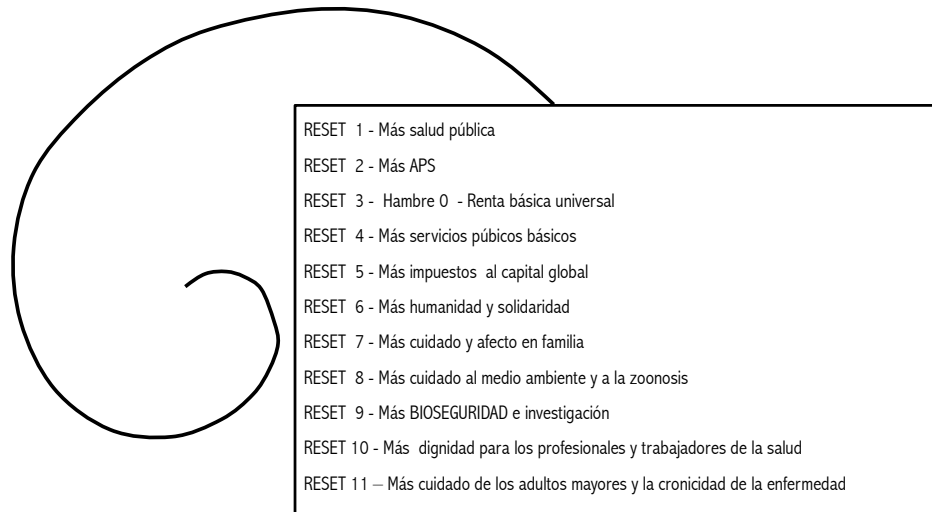 RESET  1 - Más salud pública
RESET  2 - Más APS
RESET  3 -  Hambre 0  - Renta básica universal
RESET  4 - Más servicios púbicos básicos
RESET  5 - Más impuestos  al capital global
RESET  6 - Más humanidad y solidaridad
RESET  7 - Más cuidado y afecto en familia
RESET  8 - Más cuidado al medio ambiente y a la zoonosis
RESET  9 - Más BIOSEGURIDAD e investigación
RESET 10 - Más  dignidad para los profesionales y trabajadores de la salud
RESET 11 – Más cuidado de los adultos mayores y la cronicidad de la enfermedad